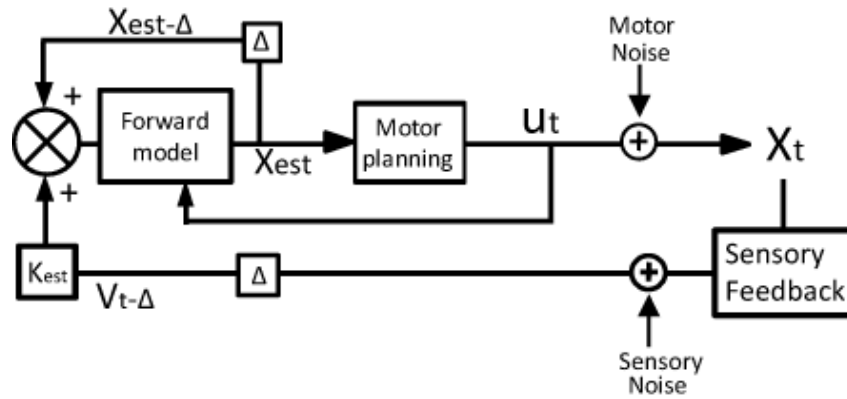 Xest-Δ
Δ
Motor
Noise
+
Forward
model
Xest
Motor
planning
ut
+
Xt
+
Kest
Vt-Δ
Δ
+
Sensory
Feedback
Sensory
Noise